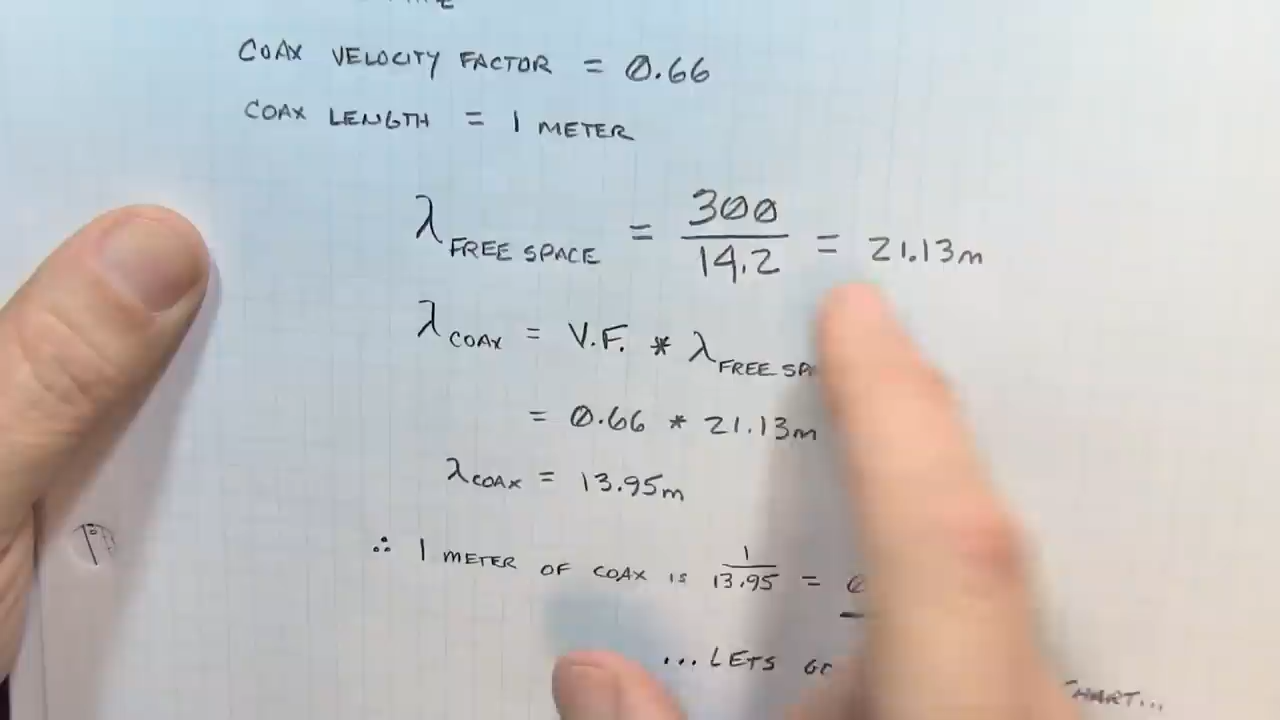 COAX VELOCITY FACTOR = 0.66
COAX LENGTH = 1 METER
λ FREE SPACE = 300 / 14.2 = 21.13m
λ COAX = V.F. * λ FREE SP
= 0.66 * 21.13m
λ COAX = 13.95m
∴ 1 METER OF COAX IS 1 / 13.95 =
...LETS